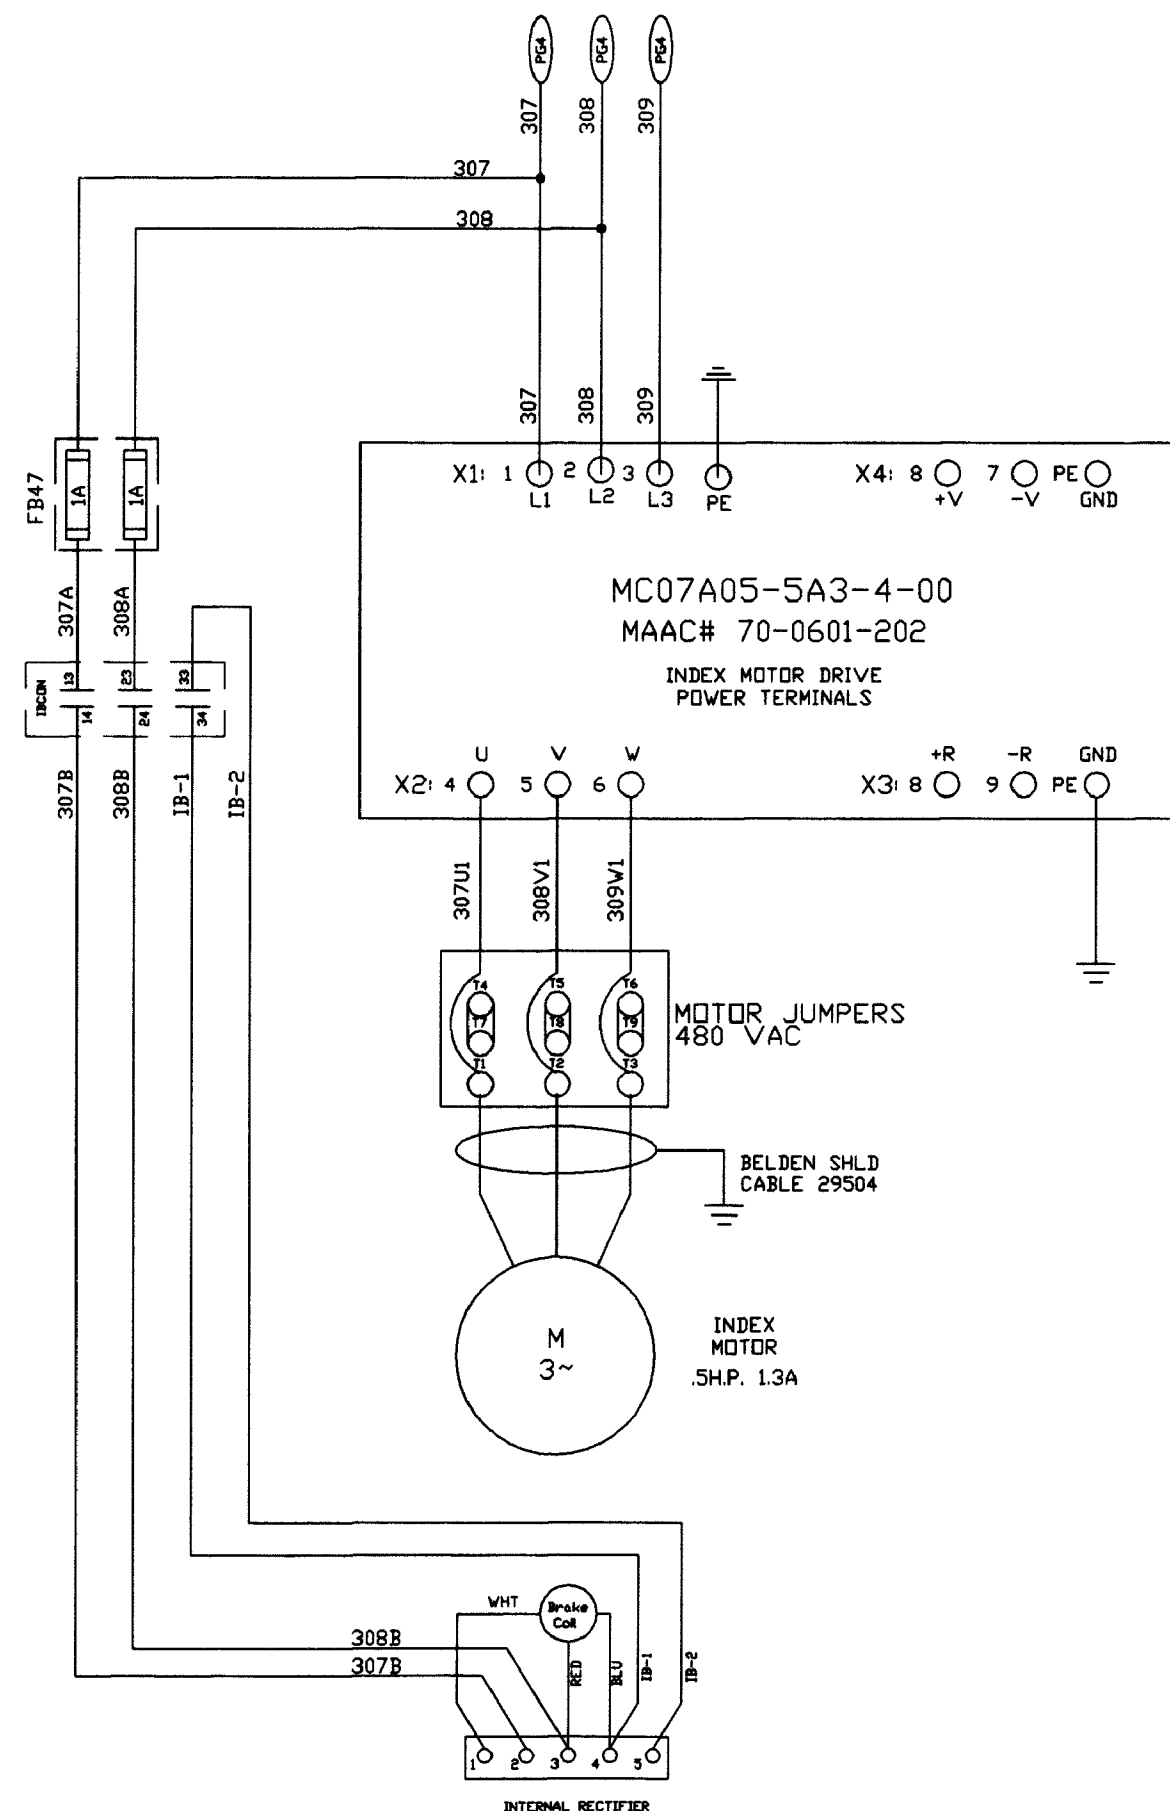 PG4 PG4 PG4
307 308 309
307
308
307 308 309
FB47 1A 1A
X1: 1 2 3
L1 L2 L3 PE
X4: 8 7 PE
+V -V GND
MC07A05-5A3-4-00
MAAC# 70-0601-202
INDEX MOTOR DRIVE
POWER TERMINALS
307A 308A
IBCON 13 23 33
14 24 34
307B 308B IB-1 IB-2
U V W
X2: 4 5 6
+R -R GND
X3: 8 9 PE
307U1 308V1 309W1
T4 T5 T6
T7 T8 T9
T1 T2 T3
MOTOR JUMPERS
480 VAC
BELDEN SHLD
CABLE 29504
M
3~
INDEX
MOTOR
.5H.P. 1.3A
WHT
Brake
Coil
308B
307B
RED BLU IB-1 IB-2
1 2 3 4 5
INTERNAL RECTIFIER